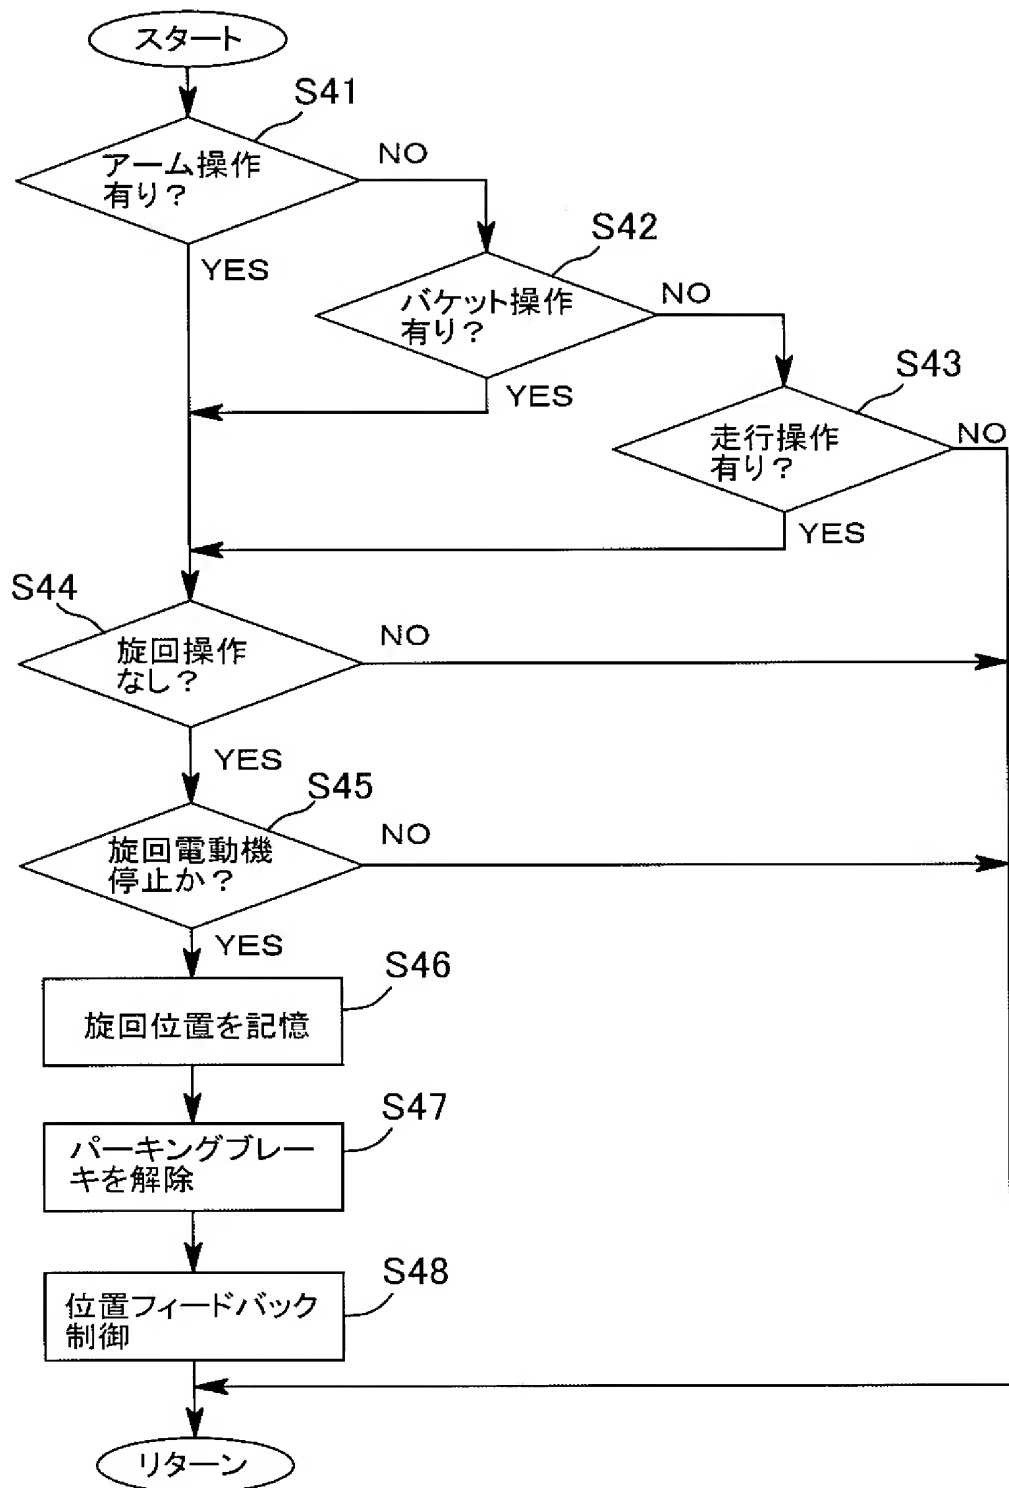 スタート
S41
アーム操作
有り？
NO
YES
S42
バケット操作
有り？
NO
YES
S43
走行操作
有り？
NO
YES
S44
旋回操作
なし？
NO
YES
S45
旋回電動機
停止か？
NO
YES
S46
旋回位置を記憶
S47
パーキングブレー
キを解除
S48
位置フィードバック
制御
リターン